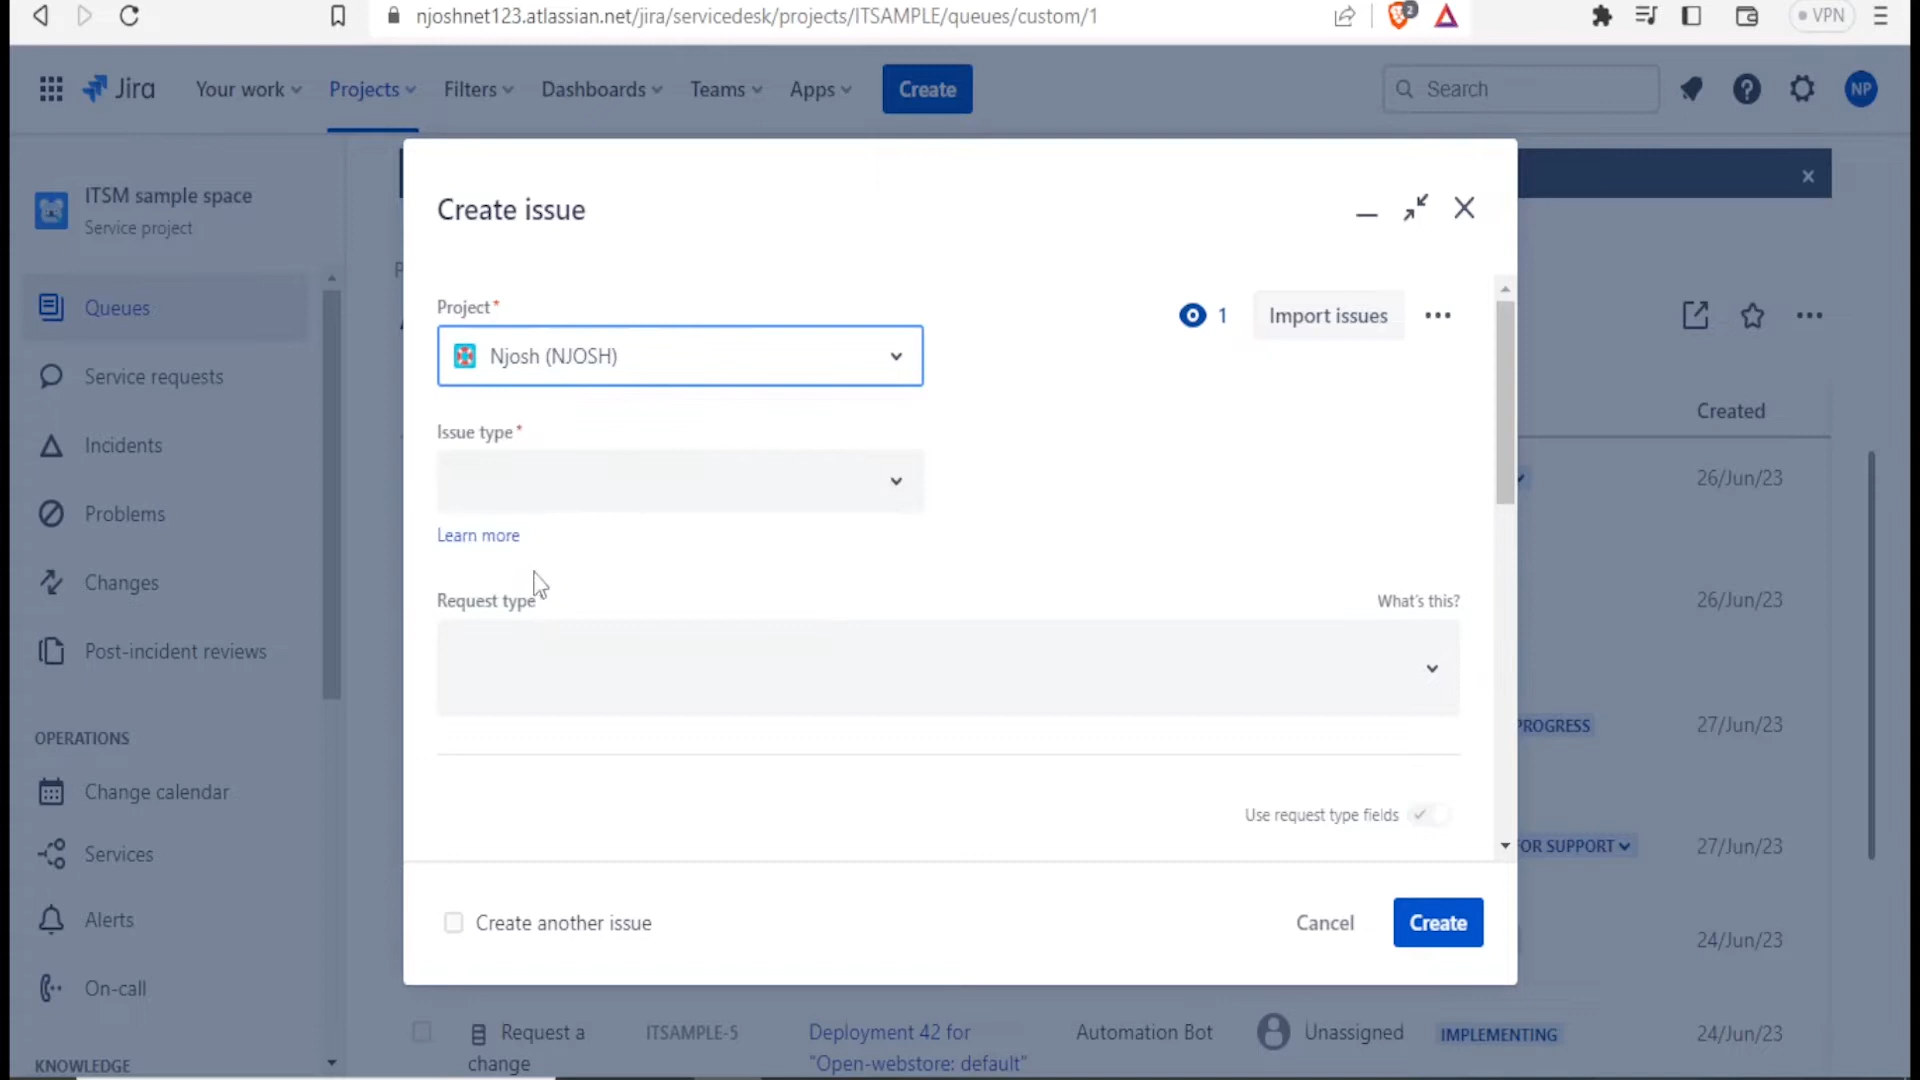 njoshnet123.atlassian.net/jira/servicedesk/projects/ITSAMPLE/queues/custom/1
2
VPN
Jira
Your work
Projects
Filters
Dashboards
Teams
Apps
Create
Search
NP
ITSM sample space
Service project
Queues
Service requests
Incidents
Problems
Changes
Post-incident reviews
OPERATIONS
Change calendar
Services
Alerts
On-call
KNOWLEDGE
Create issue
Project*
1
Import issues
Njosh (NJOSH)
Issue type*
Learn more
Request type
What's this?
Use request type fields
Create another issue
Cancel
Create
Created
26/Jun/23
26/Jun/23
PROGRESS
27/Jun/23
FOR SUPPORT
27/Jun/23
24/Jun/23
Request a
change
ITSAMPLE-5
Deployment 42 for
"Open-webstore: default"
Automation Bot
Unassigned
IMPLEMENTING
24/Jun/23